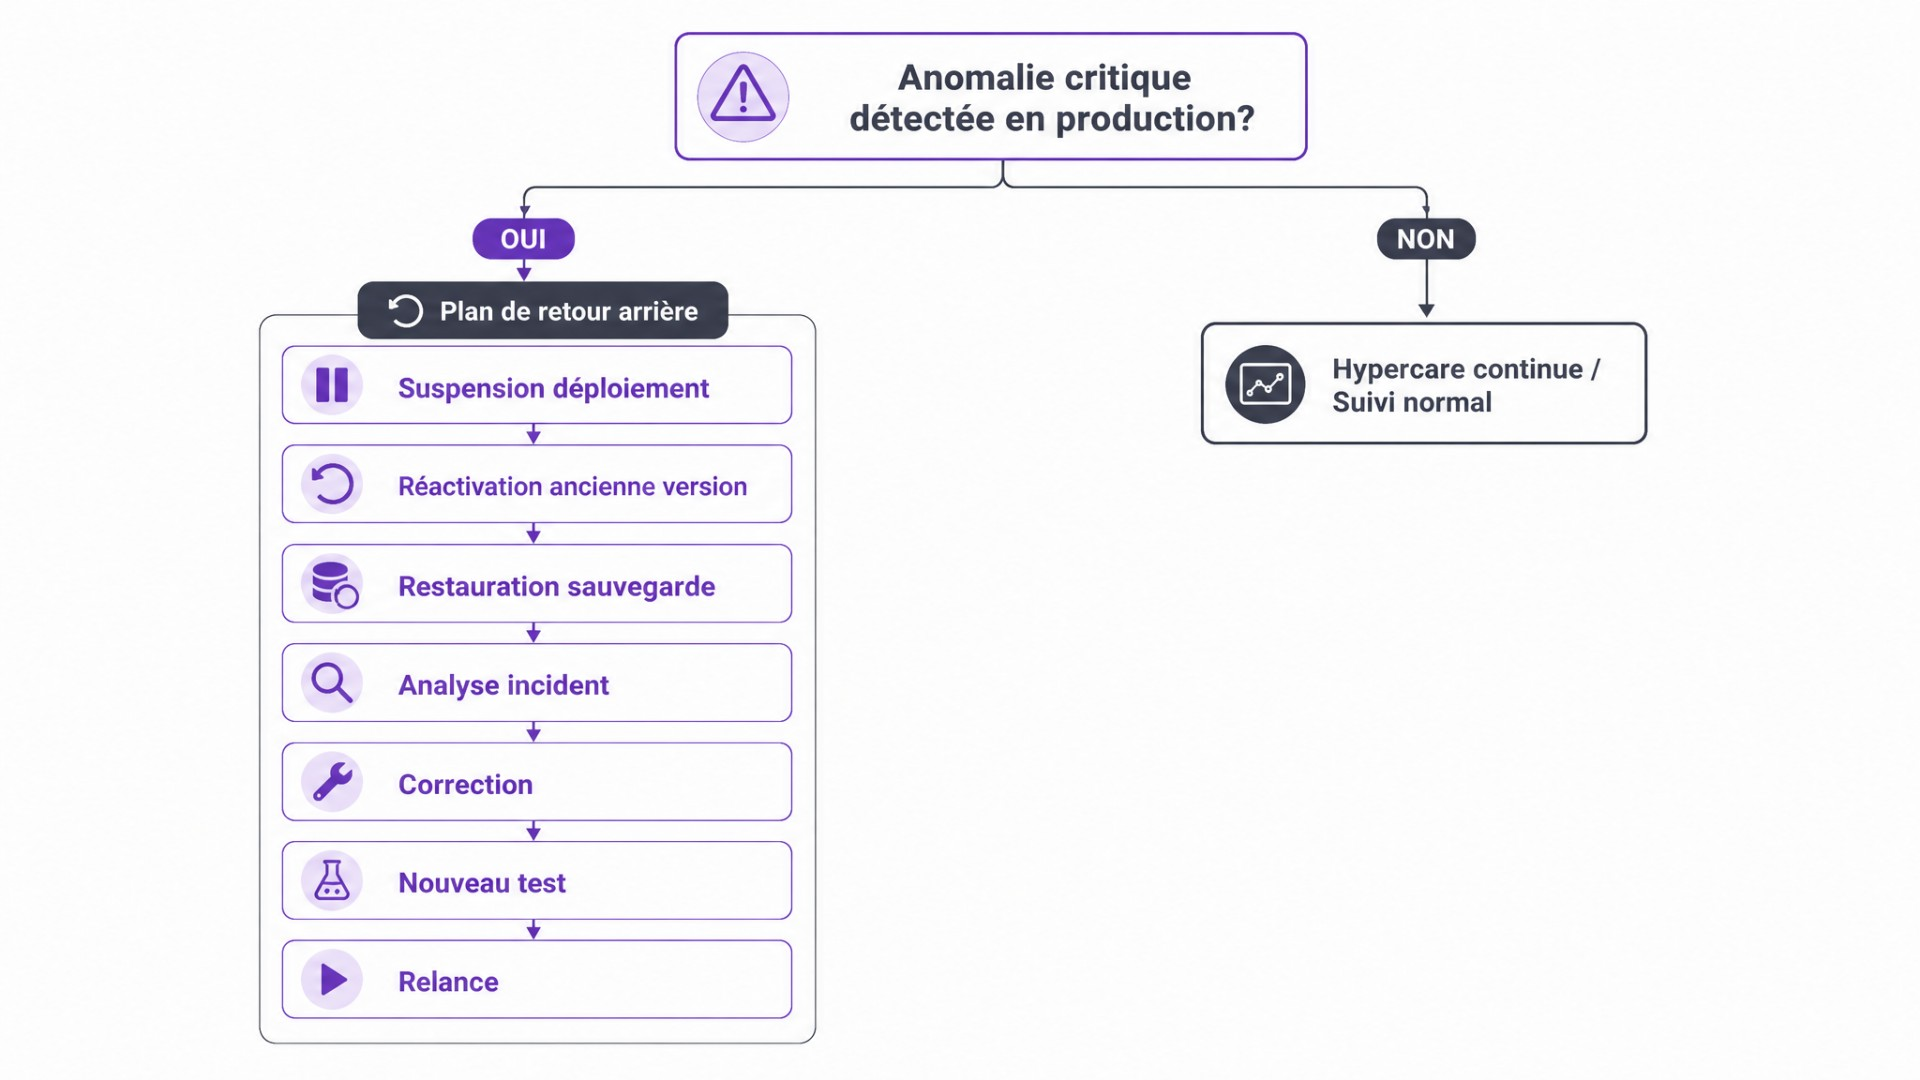 Anomalie critique
détectée en production?
OUI
NON
Plan de retour arrière
Suspension déploiement
Réactivation ancienne version
Restauration sauvegarde
Analyse incident
Correction
Nouveau test
Relance
Hypercare continue /
Suivi normal